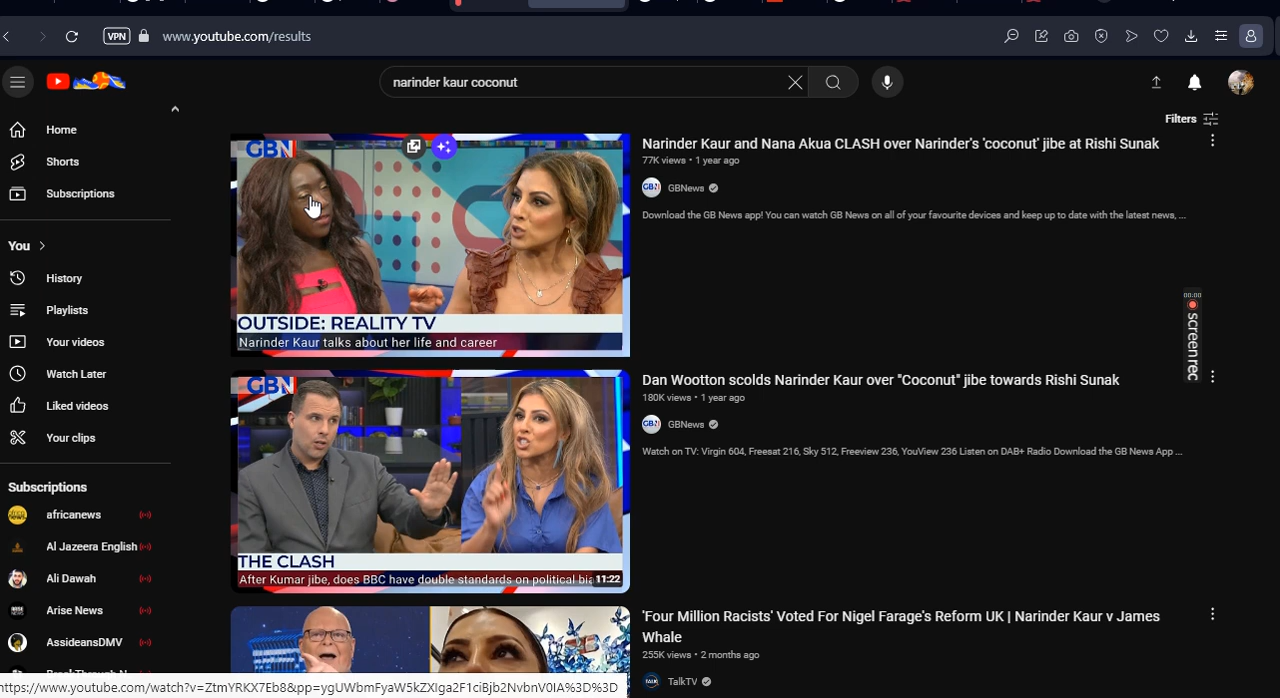 VPN
www.youtube.com/results
narinder kaur coconut
Filters
Home
Shorts
Subscriptions
You
History
Playlists
Your videos
Watch Later
Liked videos
Your clips
Subscriptions
africanews
Al Jazeera English
Ali Dawah
Arise News
AssideansDMV
GBN
OUTSIDE: REALITY TV
Narinder Kaur talks about her life and career
Narinder Kaur and Nana Akua CLASH over Narinder's 'coconut' jibe at Rishi Sunak
77K views • 1 year ago
GBN GBNews
Download the GB News app! You can watch GB News on all of your favourite devices and keep up to date with the latest news, ...
00:00
screen rec
GBN
THE CLASH
After Kumar jibe, does BBC have double standards on political bia
11:22
Dan Wootton scolds Narinder Kaur over "Coconut" jibe towards Rishi Sunak
180K views • 1 year ago
GBN GBNews
Watch on TV: Virgin 604, Freesat 216, Sky 512, Freeview 236, YouView 236 Listen on DAB+ Radio Download the GB News App ...
'Four Million Racists' Voted For Nigel Farage's Reform UK | Narinder Kaur v James
Whale
255K views • 2 months ago
TALK TalkTV
https://www.youtube.com/watch?v=ZtmYRKX7Eb8&pp=ygUWbmFyaW5kZXIga2F1ciBjb2NvbnV0IA%3D%3D